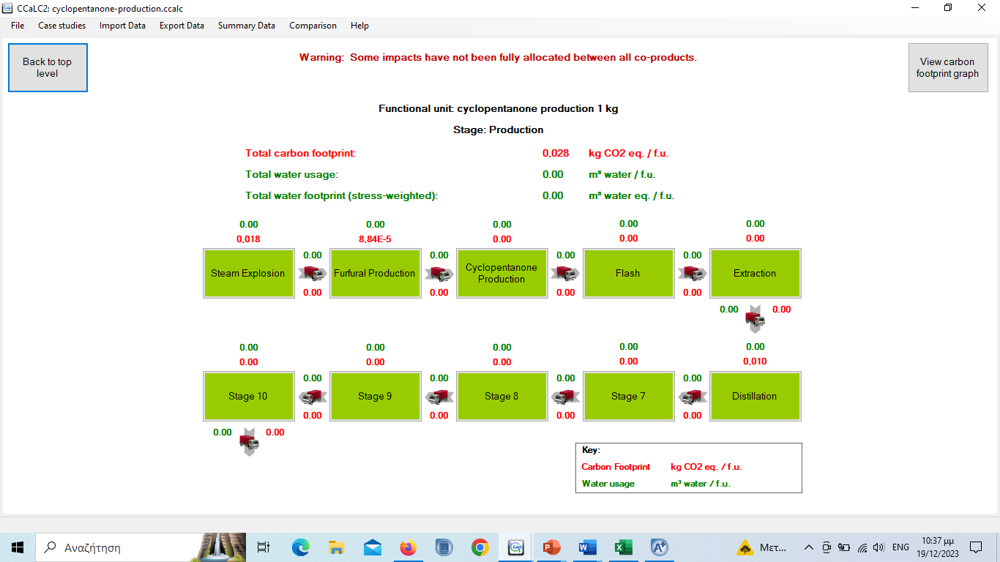 CCaLC2: cyclopentanone-production.ccalc
File Case studies Import Data Export Data Summary Data Comparison Help
Back to top level
Warning: Some impacts have not been fully allocated between all co-products.
View carbon footprint graph
Functional unit: cyclopentanone production 1 kg
Stage: Production
Total carbon footprint: 0,028 kg CO2 eq. / f.u.
Total water usage: 0.00 m³ water / f.u.
Total water footprint (stress-weighted): 0.00 m³ water eq. / f.u.
0.00 0.00 0.00 0.00 0.00
0,018 8,84E-5 0.00 0.00 0.00
0.00 0.00 0.00 0.00
Steam Explosion Furfural Production Cyclopentanone Production Flash Extraction
0.00 0.00 0.00 0.00
0.00 0.00
0.00 0.00 0.00 0.00 0.00
0.00 0.00 0.00 0.00 0,010
0.00 0.00 0.00 0.00
Stage 10 Stage 9 Stage 8 Stage 7 Distillation
0.00 0.00 0.00 0.00
0.00 0.00
Key:
Carbon Footprint kg CO2 eq. / f.u.
Water usage m³ water / f.u.
Αναζήτηση
Μετ...
ENG
10:37 μμ
19/12/2023